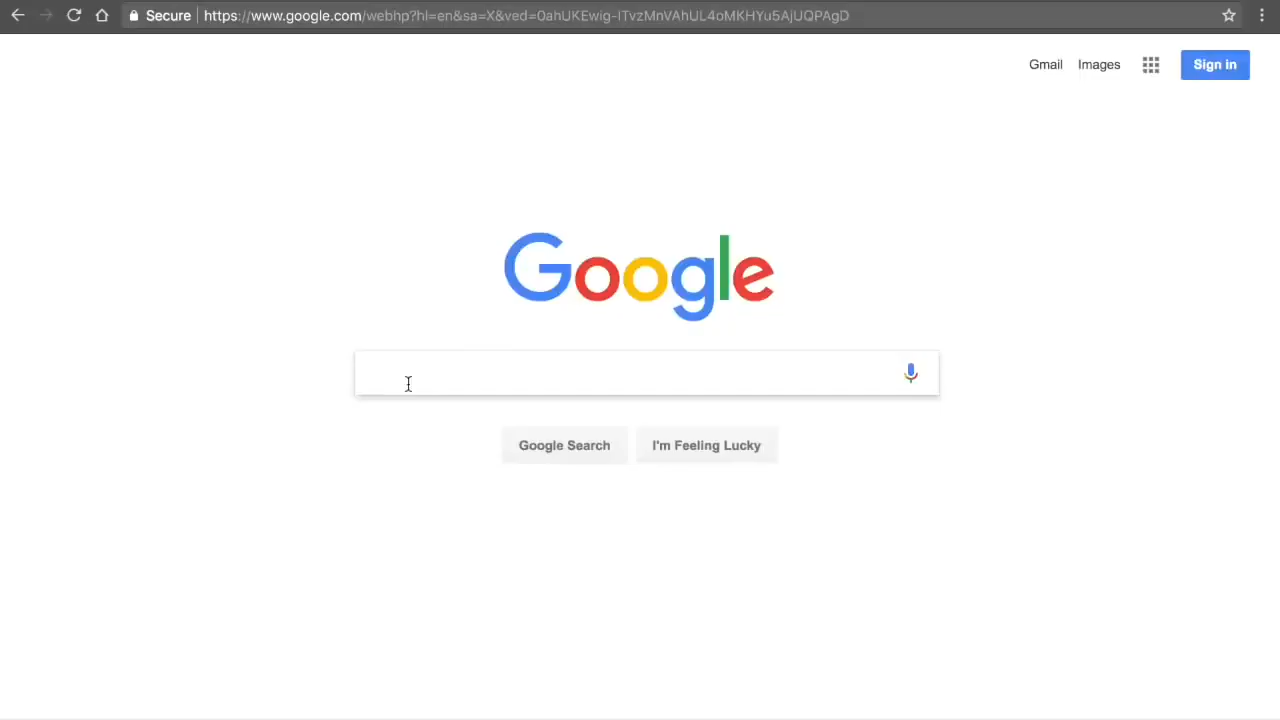 Secure https://www.google.com/webhp?hl=en&sa=X&ved=0ahUKEwig-ITvzMnVAhUL4oMKHYu5AjUQPAgD
Gmail Images Sign in
Google
Google Search I'm Feeling Lucky